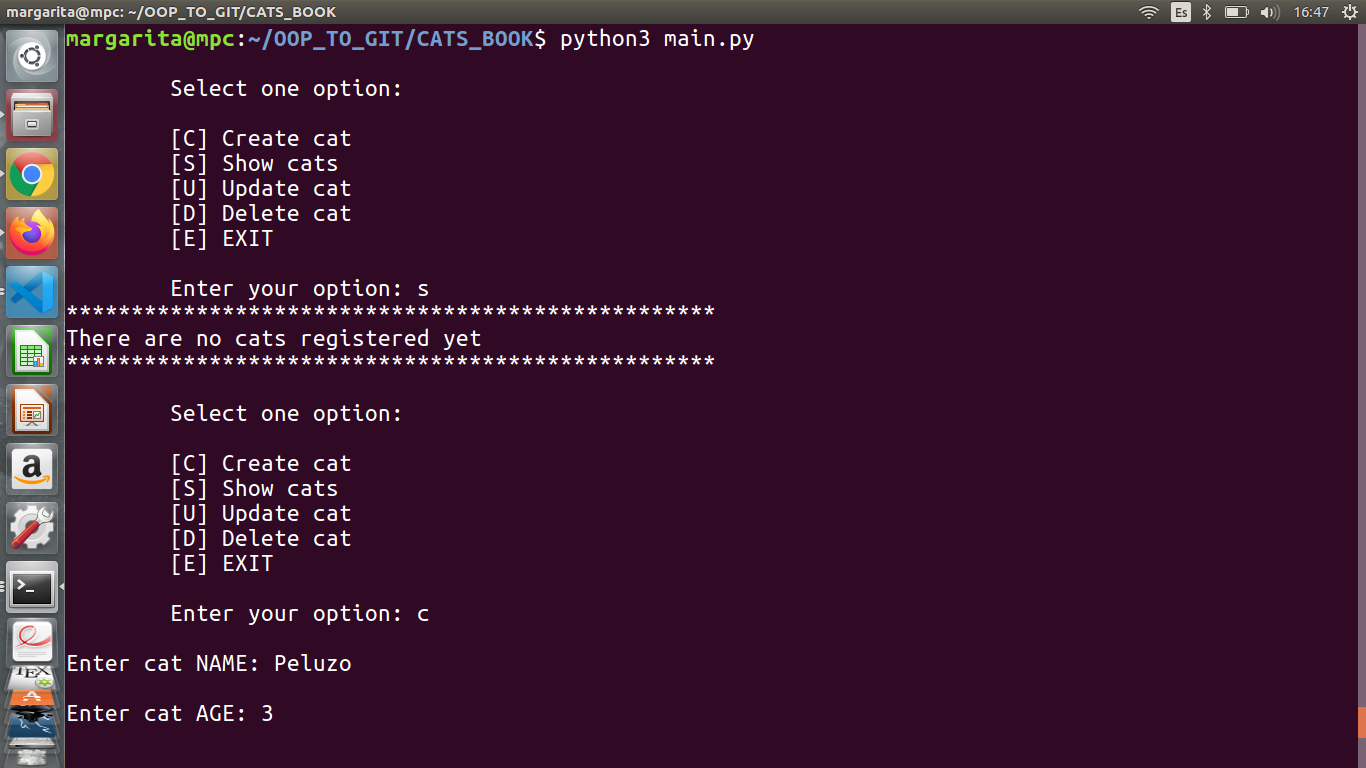 margarita@mpc: ~/OOP_TO_GIT/CATS_BOOK
Es
16:47
margarita@mpc:~/OOP_TO_GIT/CATS_BOOK$ python3 main.py
Select one option:
[C] Create cat
[S] Show cats
[U] Update cat
[D] Delete cat
[E] EXIT
Enter your option: s
**************************************************
There are no cats registered yet
**************************************************
Select one option:
[C] Create cat
[S] Show cats
[U] Update cat
[D] Delete cat
[E] EXIT
Enter your option: c
Enter cat NAME: Peluzo
Enter cat AGE: 3
a
>_
TEX